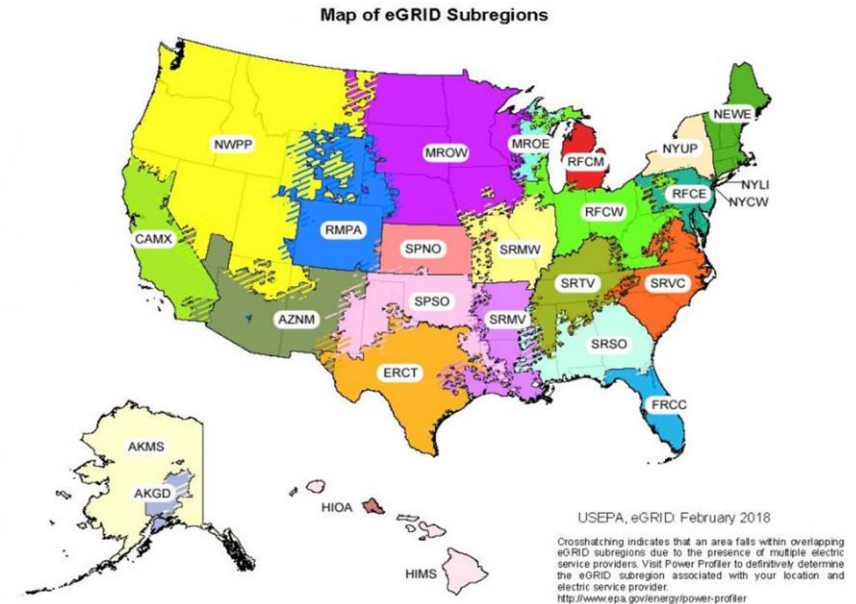 Map of eGRID Subregions
NEWE
NWPP
MROW
MROE
NYUP
RFCM
NYLI
RFCE
NYCW
RFCW
RMPA
CAMX
SPNO
SRMW
SRTV
SRVC
SPSO
AZNM
SRMV
SRSO
ERCT
FRCC
AKMS
AKGD
HIOA
HIMS
USEPA, eGRID February 2018
Crosshatching indicates that an area falls within overlapping
eGRID subregions due to the presence of multiple electric
service providers. Visit Power Profiler to definitively determine
the eGRID subregion associated with your location and
electric service provider.
http://www.epa.gov/energy/power-profiler